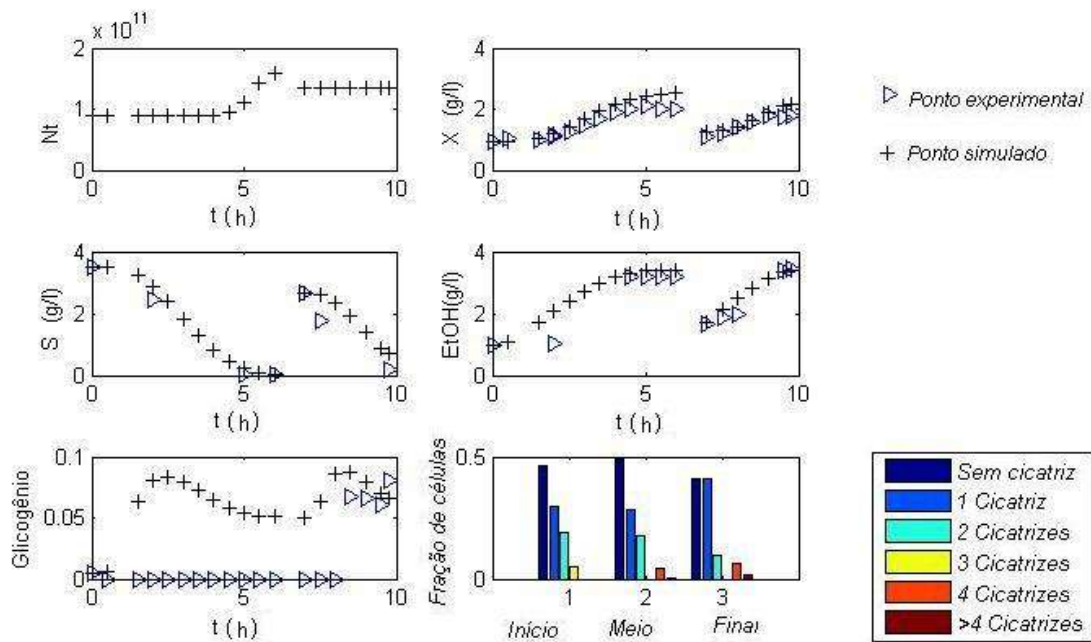 x 10^11
2
1
0
Nt
0 5 10
t (h)
4
2
0
X (g/l)
0 5 10
t (h)
Ponto experimental
Ponto simulado
4
2
0
S (g/l)
0 5 10
t (h)
4
2
0
EtOH(g/l)
0 5 10
t (h)
0.1
0.05
0
Glicogênio
0 5 10
t (h)
0.5
0
Fração de células
1 2 3
Início Meio Final
Sem cicatriz
1 Cicatriz
2 Cicatrizes
3 Cicatrizes
4 Cicatrizes
>4 Cicatrizes